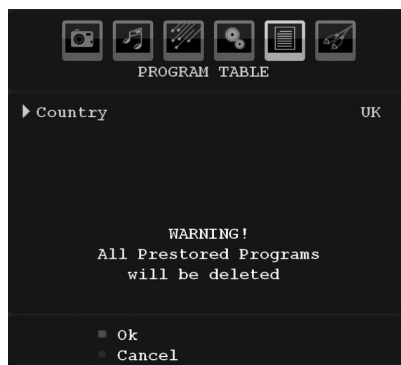 PROGRAM TABLE
Country UK
WARNING!
All Prestored Programs
will be deleted
Ok
Cancel